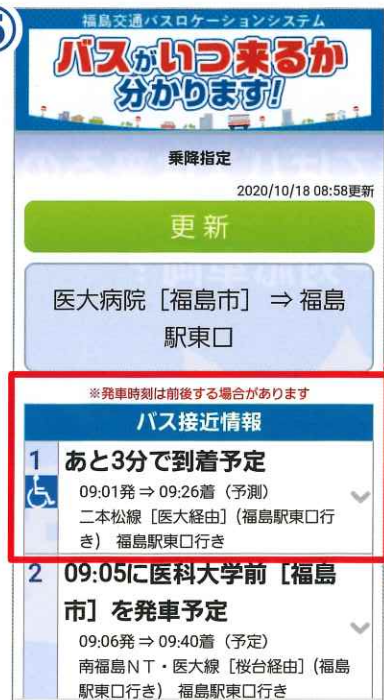 ⑤
福島交通バスロケーションシステム
バスがいつ来るか
分かります!
乗降指定
2020/10/18 08:58更新
更新
医大病院［福島市］ ⇒ 福島
駅東口
※発車時刻は前後する場合があります
バス接近情報
1 あと3分で到着予定
09:01発 ⇒ 09:26着（予測）
二本松線［医大経由］（福島駅東口行
き） 福島駅東口行き
2 09:05に医科大学前［福島
市］を発車予定
09:06発 ⇒ 09:40着（予定）
南福島ＮＴ・医大線［桜台経由］（福島
駅東口行き） 福島駅東口行き